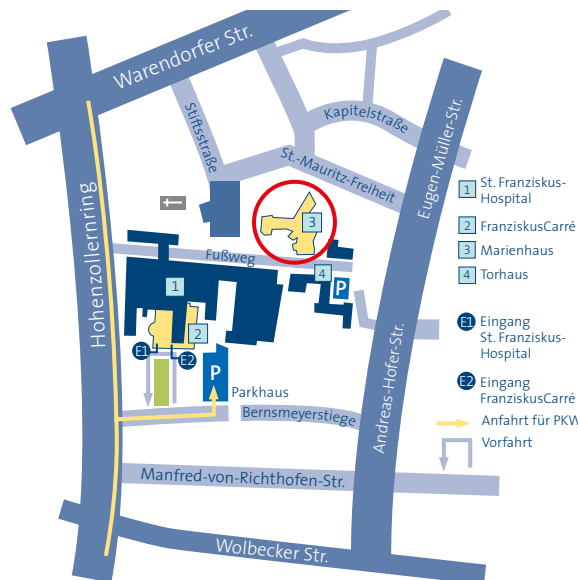 Warendorfer Str.
Stiftsstraße
Kapitelstraße
St.-Mauritz-Freiheit
Eugen-Müller-Str.
Hohenzollernring
3
Fußweg
4
P
1
2
E1
E2
P
Parkhaus
Bernsmeyerstiege
Andreas-Hofer-Str.
Manfred-von-Richthofen-Str.
Wolbecker Str.
1 St. Franziskus-
Hospital
2 FranziskusCarré
3 Marienhaus
4 Torhaus
E1 Eingang
St. Franziskus-
Hospital
E2 Eingang
FranziskusCarré
Anfahrt für PKW
Vorfahrt